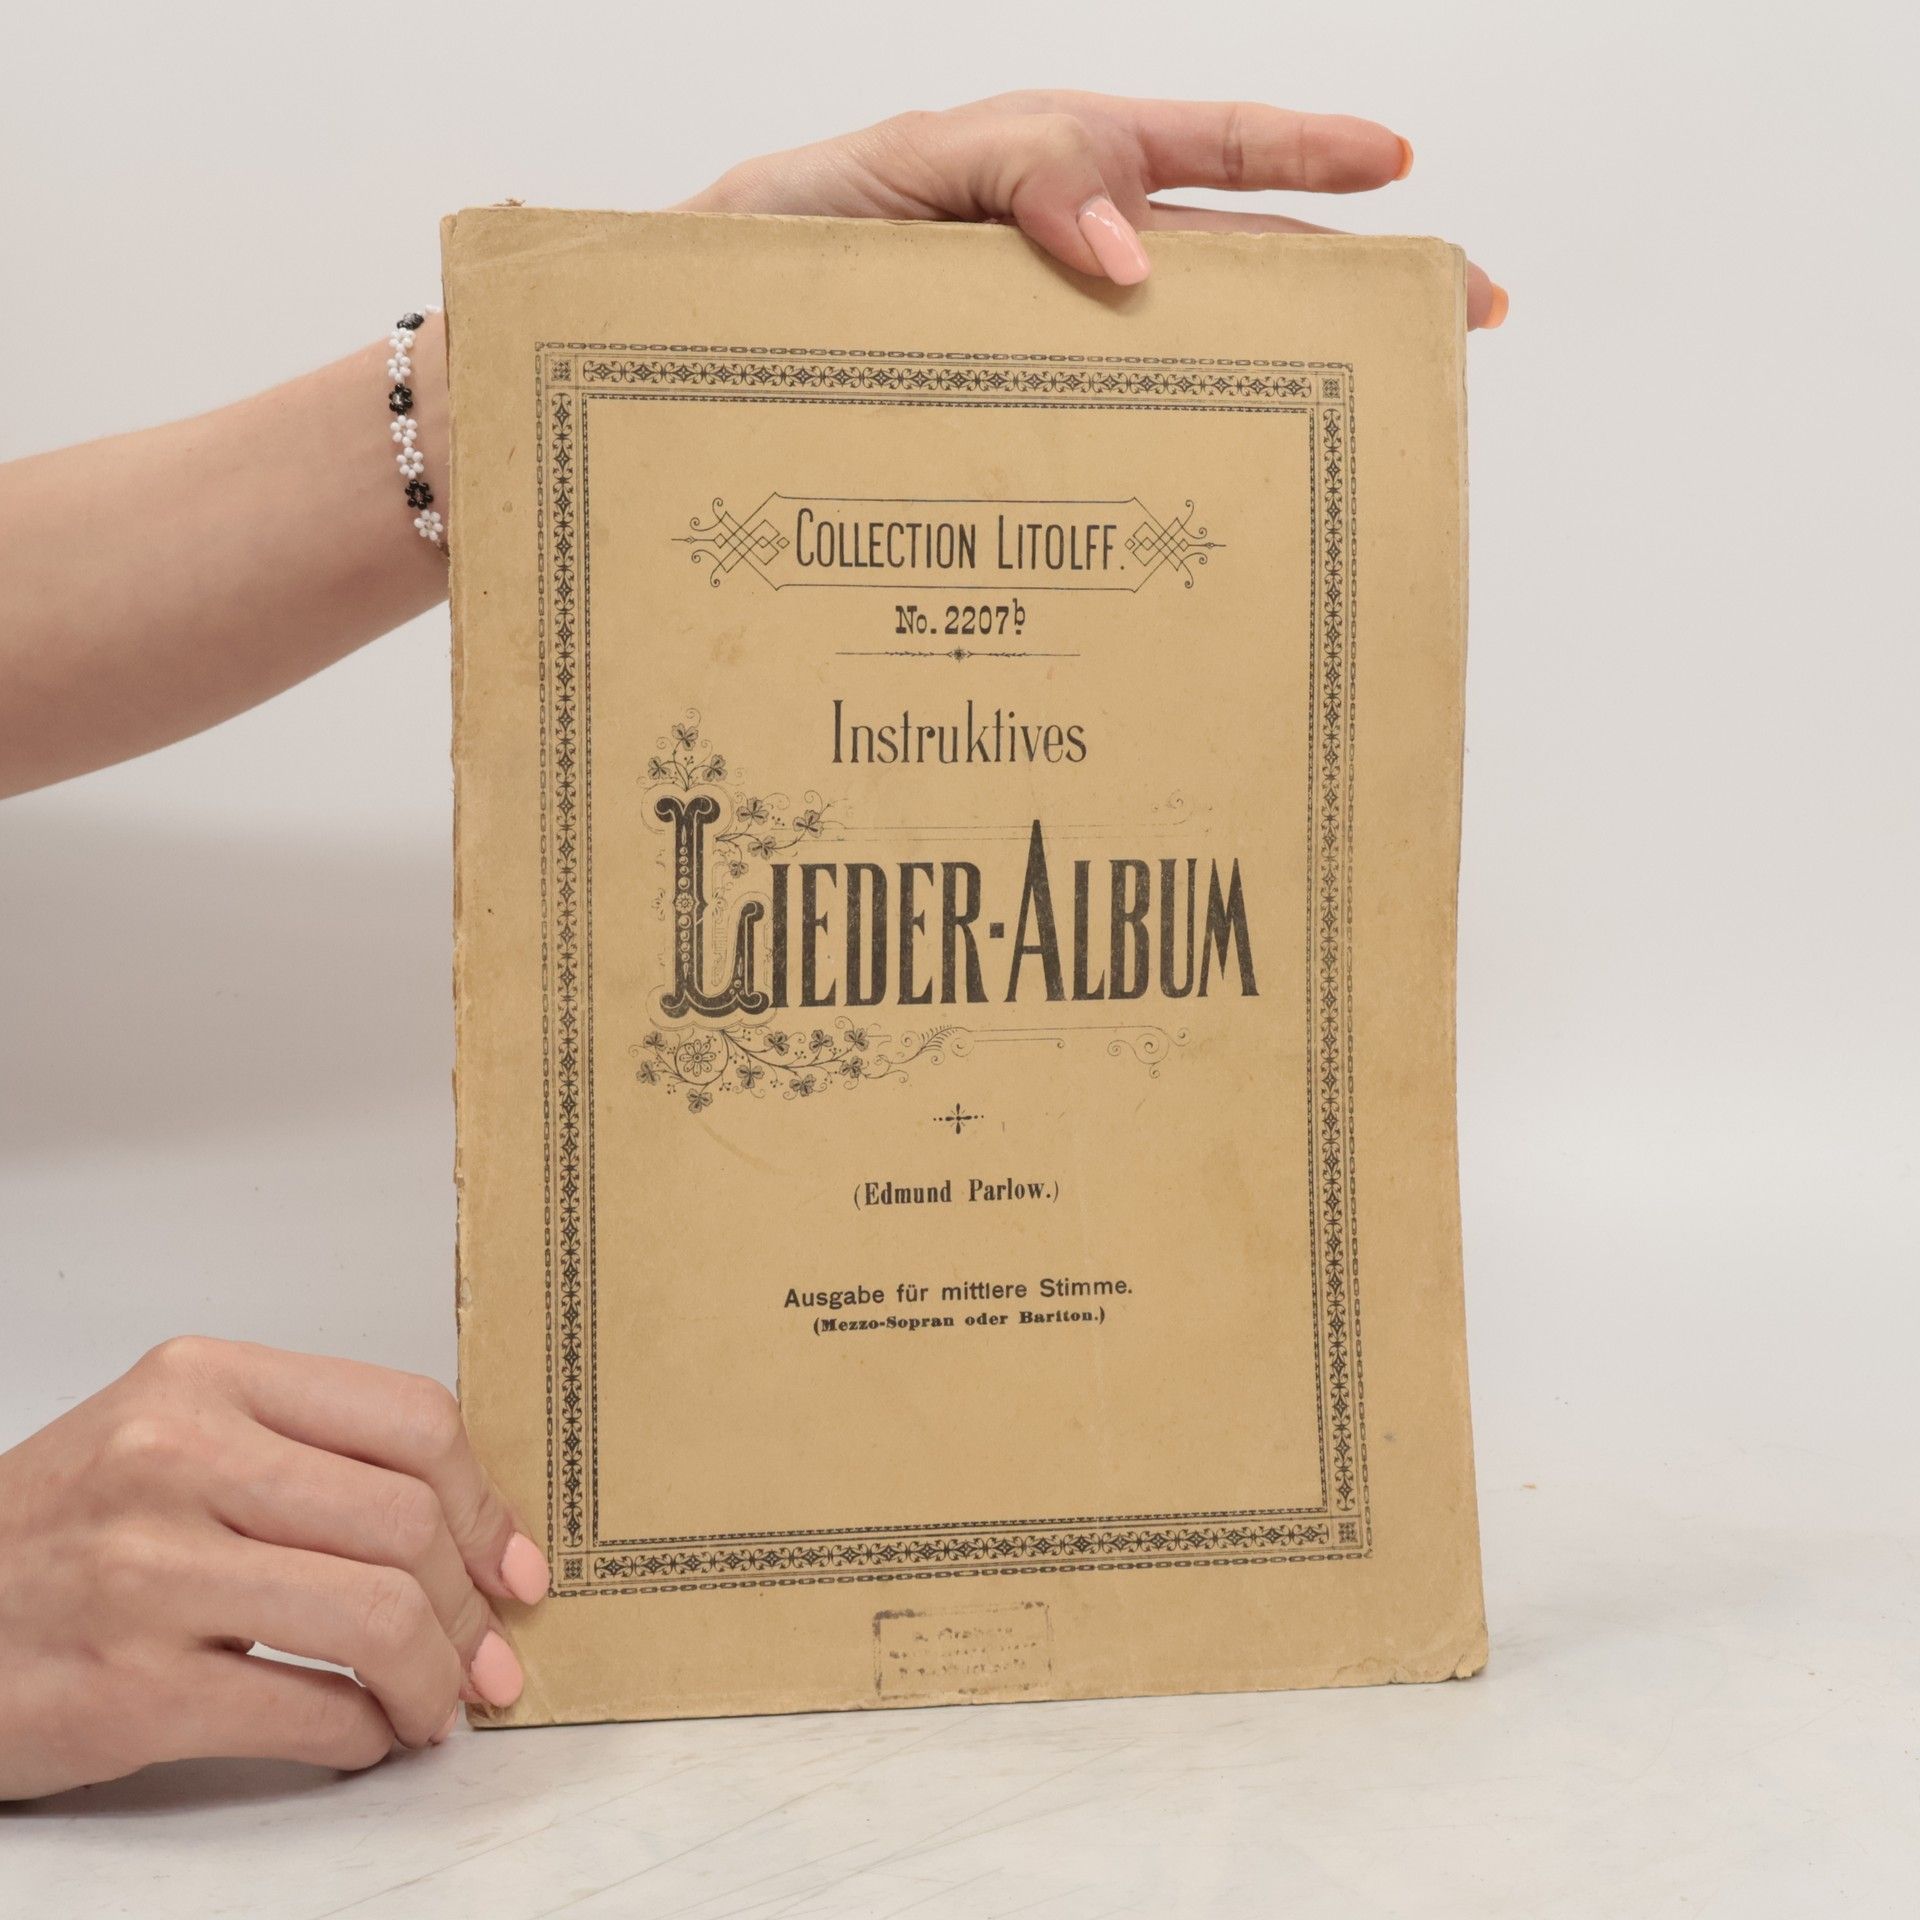 COLLECTION LITOLFF.
No. 2207b.
Instruktives
LIEDER-ALBUM
(Edmund Parlow.)
Ausgabe für mittlere Stimme.
(Mezzo-Sopran oder Bariton.)